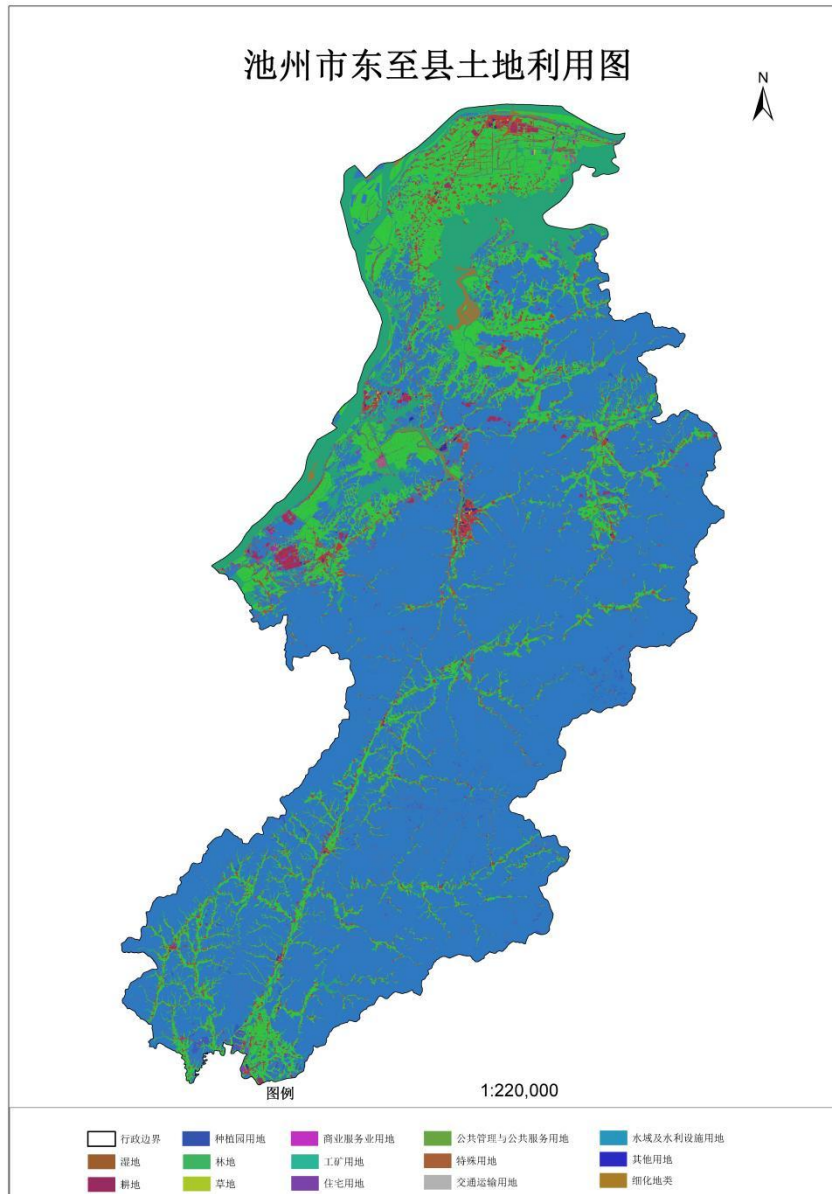 池州市东至县土地利用图
N
图例
1:220,000
行政边界 种植园用地 商业服务业用地 公共管理与公共服务用地 水域及水利设施用地
湿地 林地 工矿用地 特殊用地 其他用地
耕地 草地 住宅用地 交通运输用地 细化地类